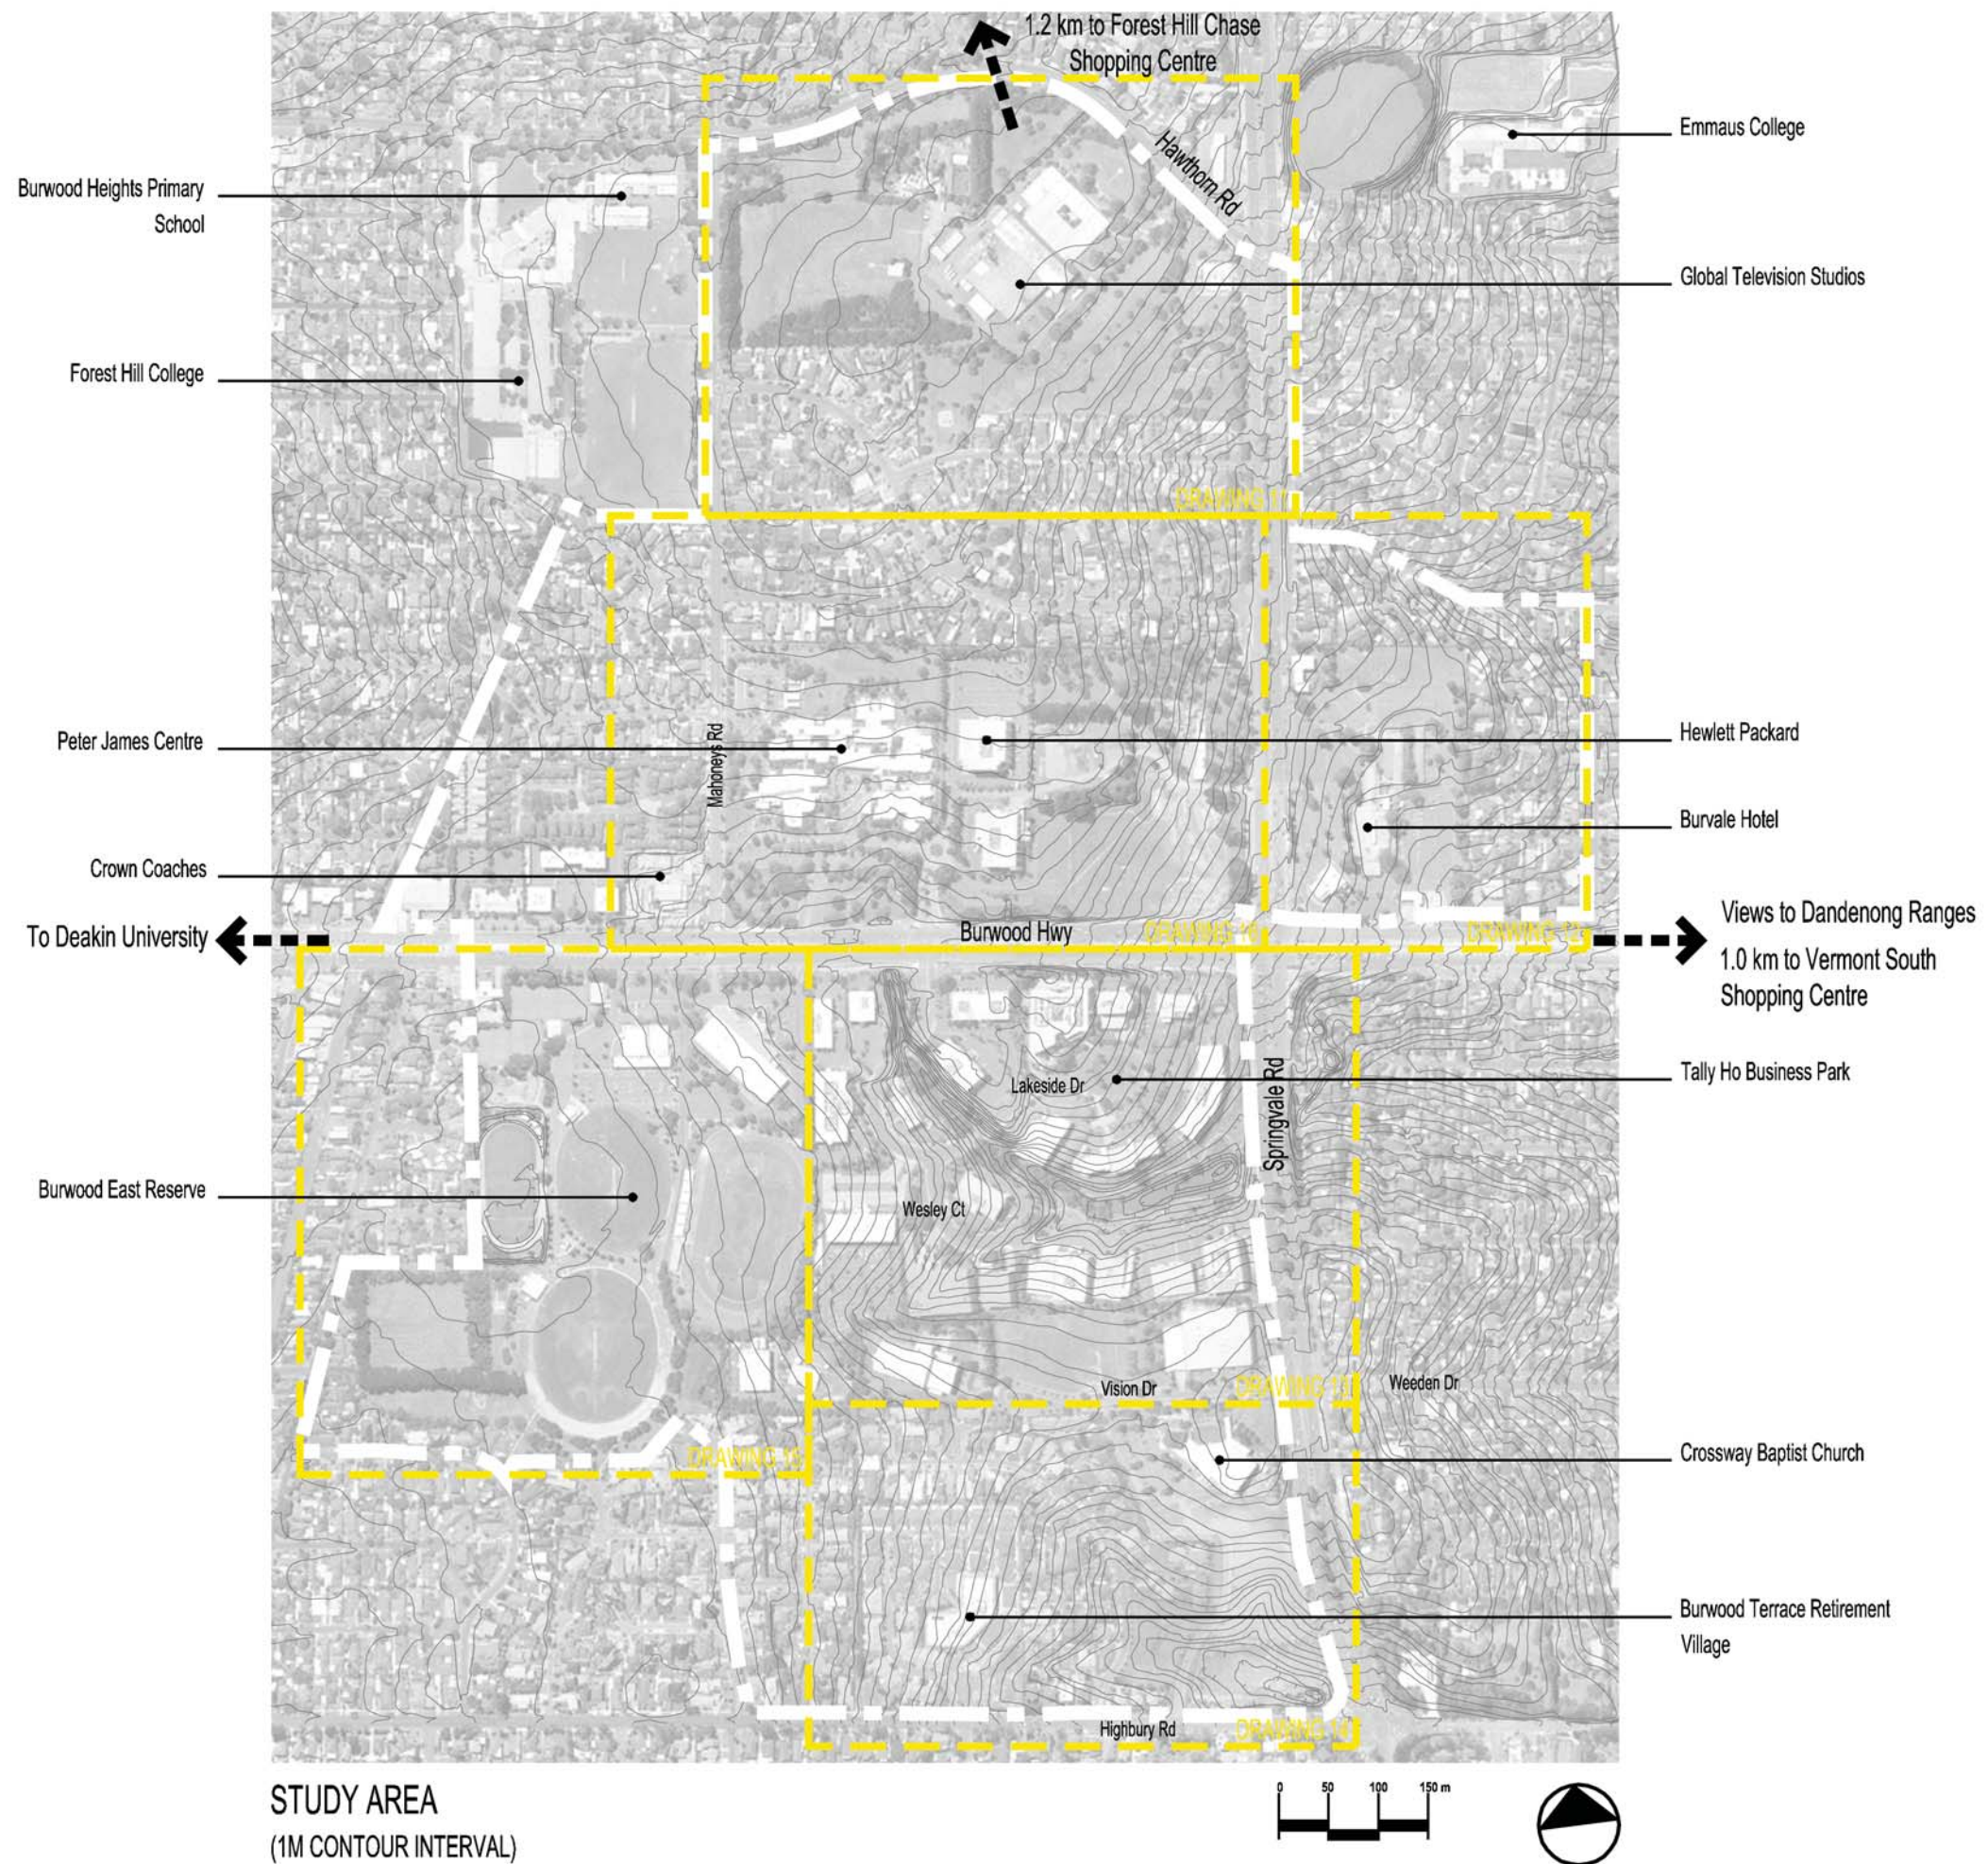 1.2 km to Forest Hill Chase
Shopping Centre
Hawthorn Rd
Emmaus College
Burwood Heights Primary
School
Global Television Studios
Forest Hill College
DRAWING 17
Peter James Centre
Mahoneys Rd
Hewlett Packard
Burvale Hotel
Crown Coaches
To Deakin University
Burwood Hwy
DRAWING 16
DRAWING 12
Views to Dandenong Ranges
1.0 km to Vermont South
Shopping Centre
Lakeside Dr
Springvale Rd
Tally Ho Business Park
Burwood East Reserve
Wesley Ct
Vision Dr
DRAWING 13
Weeden Dr
DRAWING 15
Crossway Baptist Church
Burwood Terrace Retirement
Village
Highbury Rd
DRAWING 14
STUDY AREA
(1M CONTOUR INTERVAL)
0 50 100 150 m